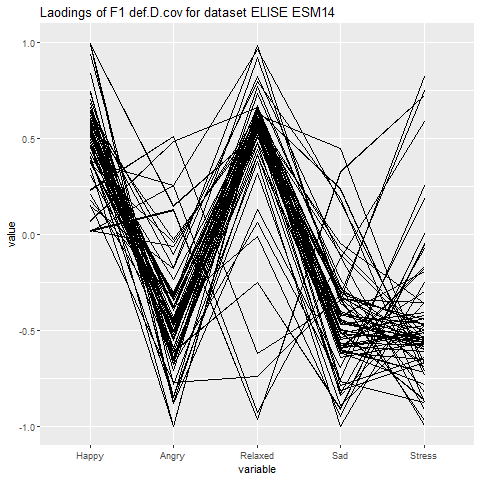 Laodings of F1 def.D.cov for dataset ELISE ESM14
1.0
0.5
0.0
-0.5
-1.0
value
Happy Angry Relaxed Sad Stress
variable